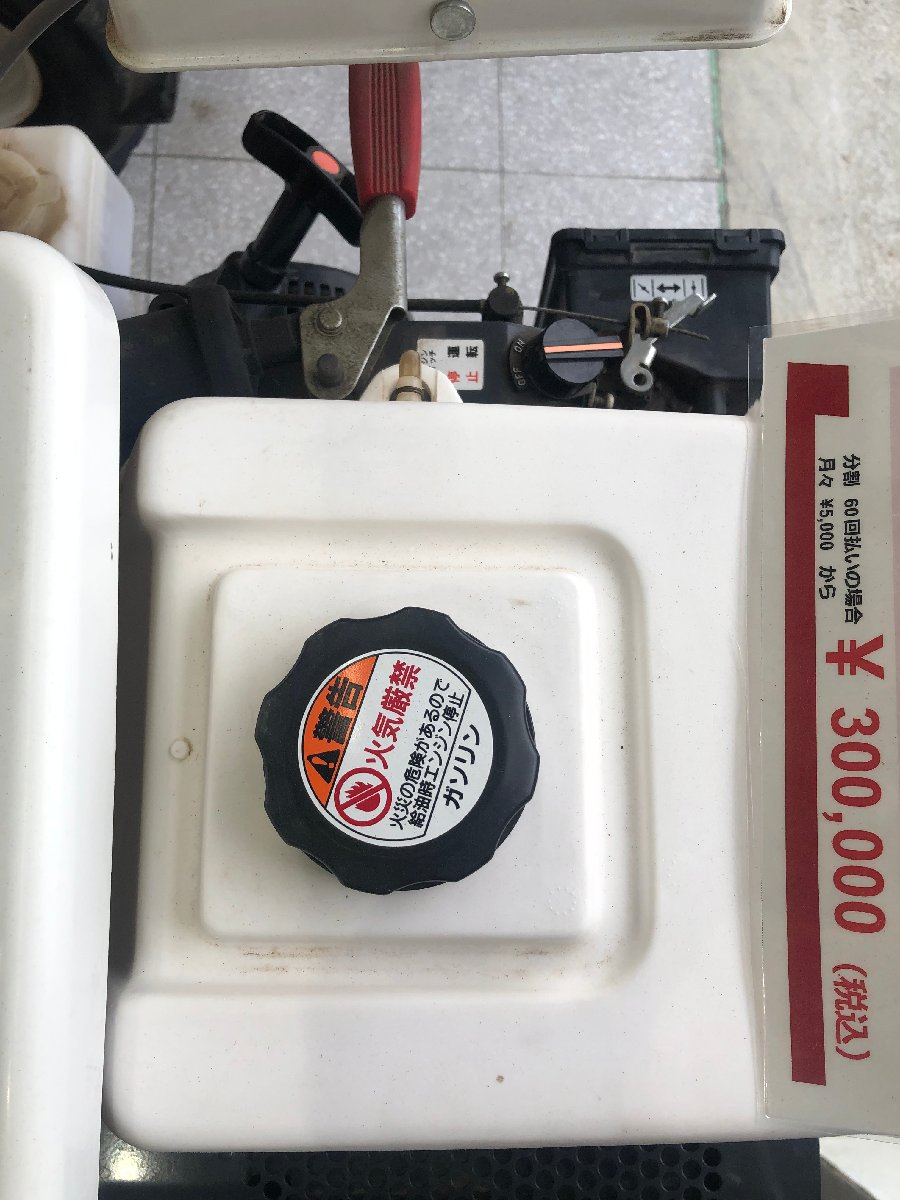 警告
火気厳禁
火災の危険があるので
給油時エンジン停止
ガソリン
分割 60回払いの場合
月々 ¥5,000 から
¥ 300,000 (税込)
運転
停止
ON
OFF